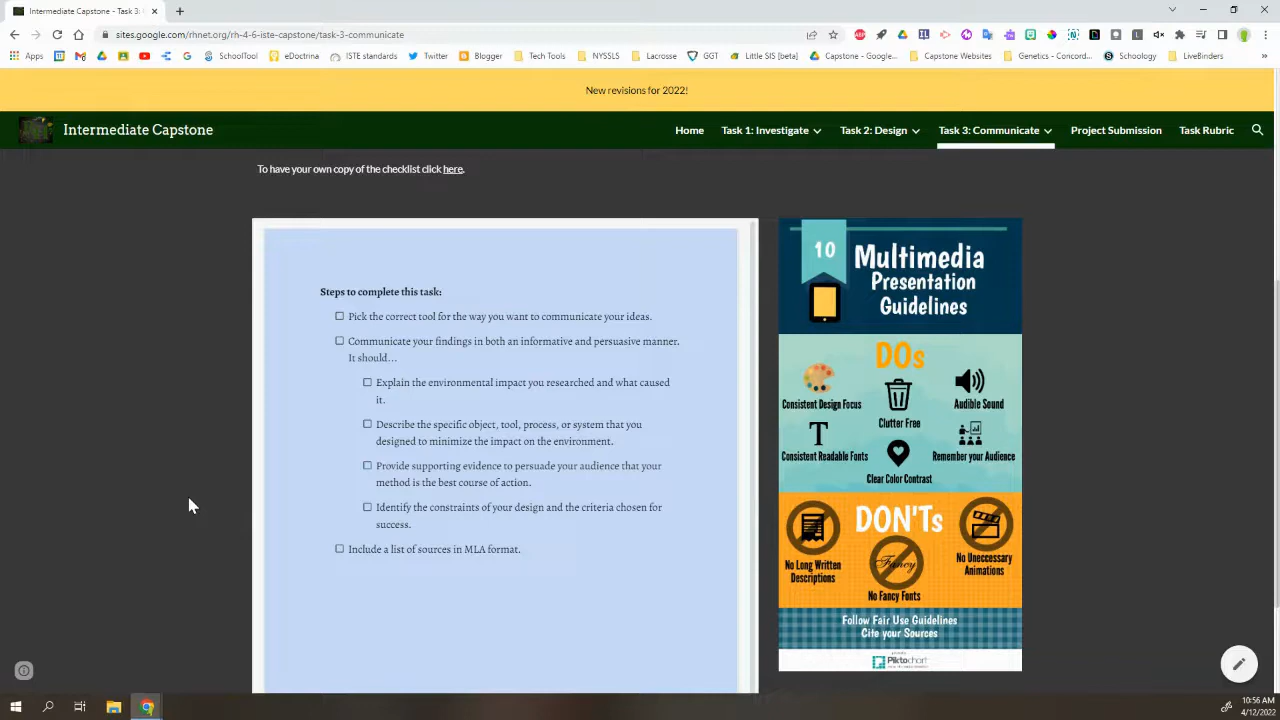 Intermediate Capstone - Task 3:
sites.google.com/rhnet.org/rh-4-6-iste-capstone/task-3-communicate
Apps
SchoolTool
eDoctrina
ISTE standards
Twitter
Blogger
Tech Tools
NYSSLS
Lacrosse
GGT
Little SIS [beta]
Capstone - Google...
Capstone Websites
Genetics - Concord...
Schoology
LiveBinders
New revisions for 2022!
Intermediate Capstone
Home
Task 1: Investigate
Task 2: Design
Task 3: Communicate
Project Submission
Task Rubric
To have your own copy of the checklist click here.
Steps to complete this task:
Pick the correct tool for the way you want to communicate your ideas.
Communicate your findings in both an informative and persuasive manner.
It should...
Explain the environmental impact you researched and what caused
it.
Describe the specific object, tool, process, or system that you
designed to minimize the impact on the environment.
Provide supporting evidence to persuade your audience that your
method is the best course of action.
Identify the constraints of your design and the criteria chosen for
success.
Include a list of sources in MLA format.
10
Multimedia
Presentation
Guidelines
DOs
Consistent Design Focus
Clutter Free
Audible Sound
Consistent Readable Fonts
Clear Color Contrast
Remember your Audience
DON'Ts
No Long Written
Descriptions
Fancy
No Fancy Fonts
No Uneccessary
Animations
Follow Fair Use Guidelines
Cite your Sources
Piktochart
10:56 AM
4/12/2022